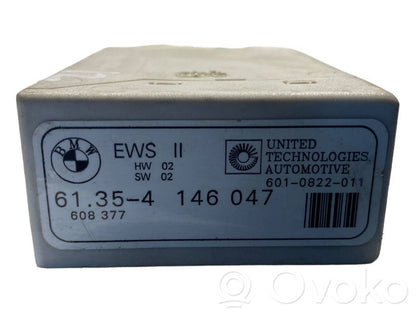 BMW
EWS II
HW 02
SW 02
UNITED
TECHNOLOGIES
AUTOMOTIVE
601-0822-011
61.35-4 146 047
608 377
Ovoko